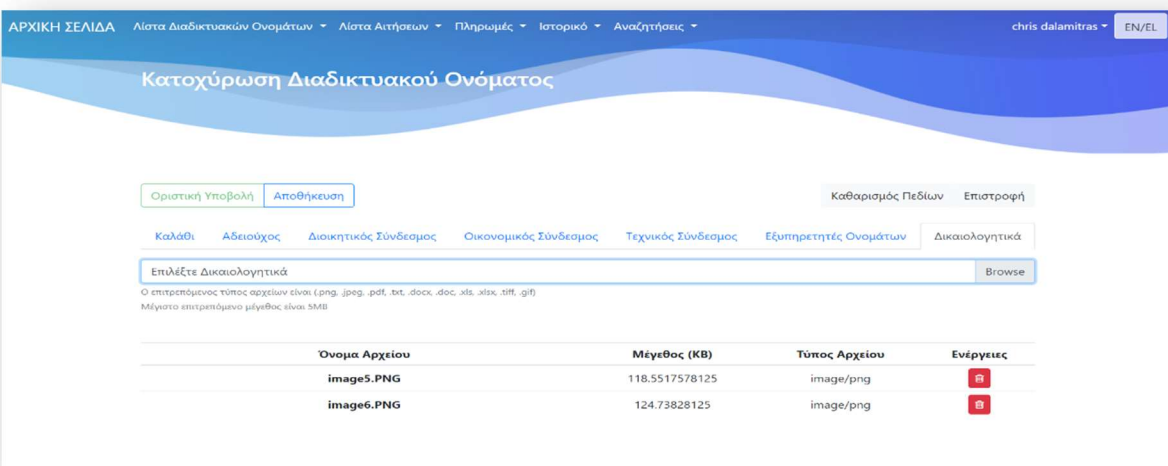 ΑΡΧΙΚΗ ΣΕΛΙΔΑ Λίστα Διαδικτυακών Ονομάτων Λίστα Αιτήσεων Πληρωμές Ιστορικό Αναζητήσεις chris dalamitras EN/EL
Κατοχύρωση Διαδικτυακού Ονόματος
Οριστική Υποβολή Αποθήκευση Καθαρισμός Πεδίων Επιστροφή
Καλάθι Αδειούχος Διοικητικός Σύνδεσμος Οικονομικός Σύνδεσμος Τεχνικός Σύνδεσμος Εξυπηρετητές Ονομάτων Δικαιολογητικά
Επιλέξτε Δικαιολογητικά Browse
Ο επιτρεπόμενος τύπος αρχείων είναι (.png, .jpeg, .pdf, .txt, .docx, .doc, .xls, .xlsx, .tiff, .gif)
Μέγιστο επιτρεπόμενο μέγεθος είναι 5MB
Όνομα Αρχείου Μέγεθος (KB) Τύπος Αρχείου Ενέργειες
image5.PNG 118.5517578125 image/png
image6.PNG 124.73828125 image/png